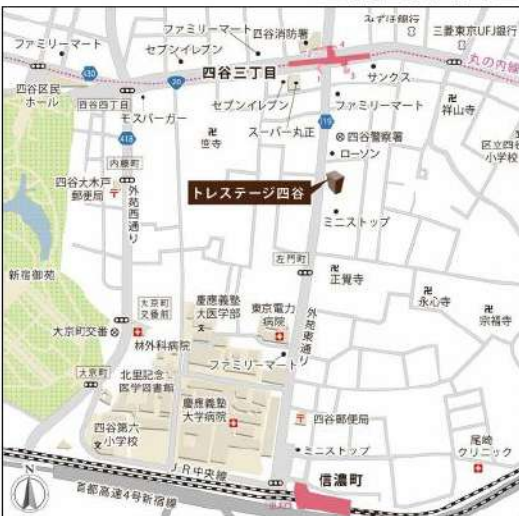 みずほ銀行
ファミリーマート
四谷消防署
三菱東京UFJ銀行
ファミリーマート
セブンイレブン
丸の内線
四谷三丁目
サンクス
430
20
四谷区民
ホール
四谷四丁目
モスバーガー
セブンイレブン
スーパー丸正
ファミリーマート
祥山寺
319
418
笹寺
四谷警察署
ローソン
区立四谷
小学校
内藤町
四谷大木戸
郵便局
外苑西通り
トレステージ四谷
ミニストップ
左門町
新宿御苑
正覺寺
永心寺
宗福寺
大京町
交番前
慶應義塾
大医学部
東京電力
病院
外苑東通り
大京町交番
林外科病院
ファミリーマート
大京町
北里記念
医学図書館
慶應義塾
大学病院
四谷郵便局
四谷第六
小学校
ミニストップ
尾崎
クリニック
JR中央線
信濃町
N
首都高速4号新宿線
出入口